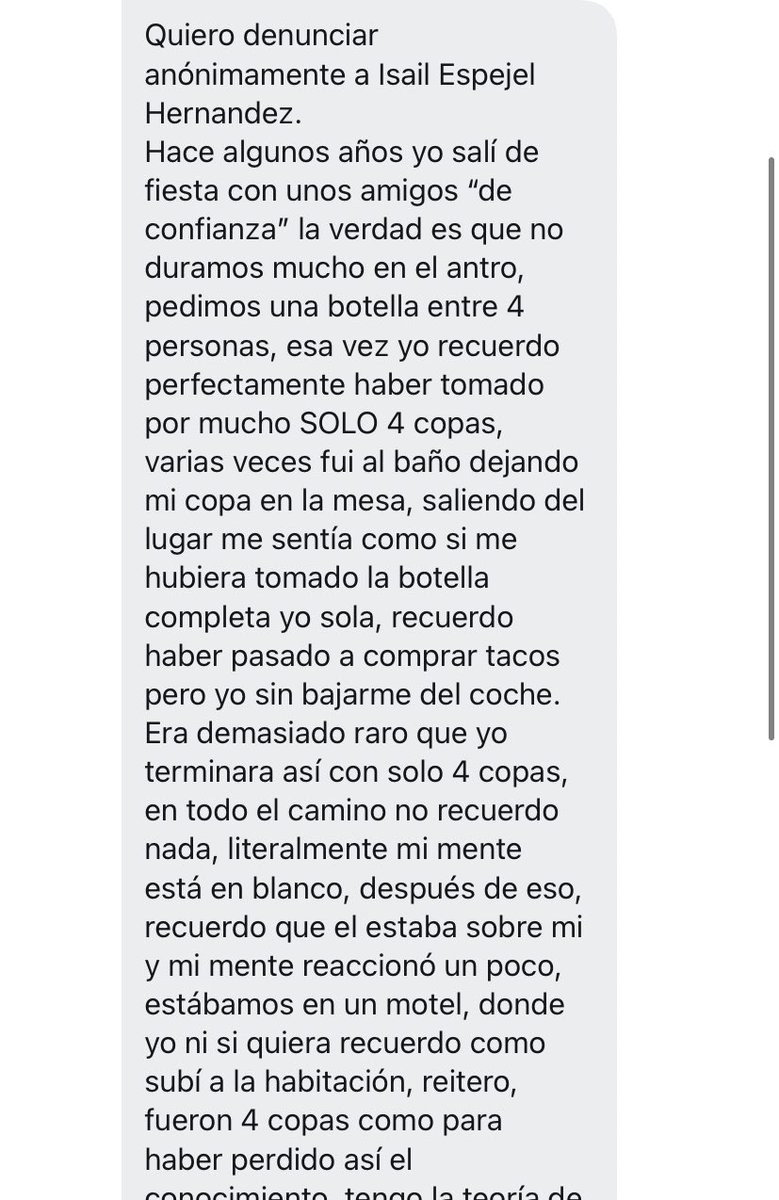 Quiero denunciar
anónimamente a Isail Espejel
Hernandez.
Hace algunos años yo salí de
fiesta con unos amigos “de
confianza” la verdad es que no
duramos mucho en el antro,
pedimos una botella entre 4
personas, esa vez yo recuerdo
perfectamente haber tomado
por mucho SOLO 4 copas,
varias veces fui al baño dejando
mi copa en la mesa, saliendo del
lugar me sentía como si me
hubiera tomado la botella
completa yo sola, recuerdo
haber pasado a comprar tacos
pero yo sin bajarme del coche.
Era demasiado raro que yo
terminara así con solo 4 copas,
en todo el camino no recuerdo
nada, literalmente mi mente
está en blanco, después de eso,
recuerdo que el estaba sobre mi
y mi mente reaccionó un poco,
estábamos en un motel, donde
yo ni si quiera recuerdo como
subí a la habitación, reitero,
fueron 4 copas como para
haber perdido así el
conocimiento, tengo la teoría de